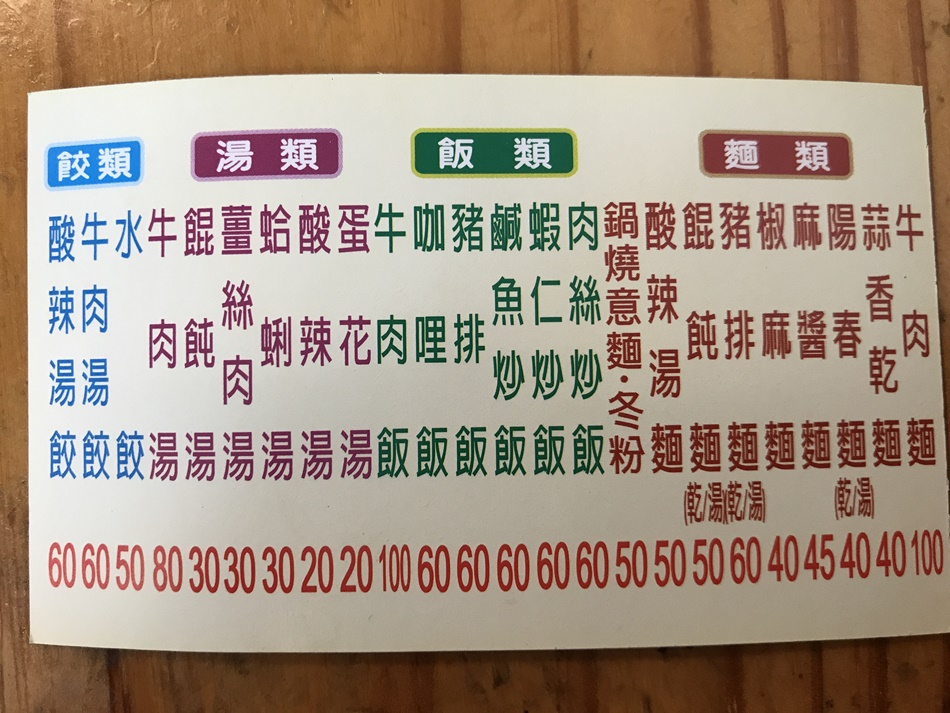 麵類
牛肉麵 100
蒜香乾麵 40
陽春麵(乾/湯) 40
麻醬麵 45
椒麻麵 40
豬排麵(乾/湯) 60
餛飩麵(乾/湯) 50
酸辣湯麵 50
鍋燒意麵·冬粉 50
飯類
肉絲炒飯 60
蝦仁炒飯 60
鹹魚炒飯 60
豬排飯 60
咖哩飯 60
牛肉飯 100
湯類
蛋花湯 20
酸辣湯 20
蛤蜊湯 30
薑絲肉湯 30
餛飩湯 30
牛肉湯 80
餃類
水餃 50
牛肉湯餃 60
酸辣湯餃 60